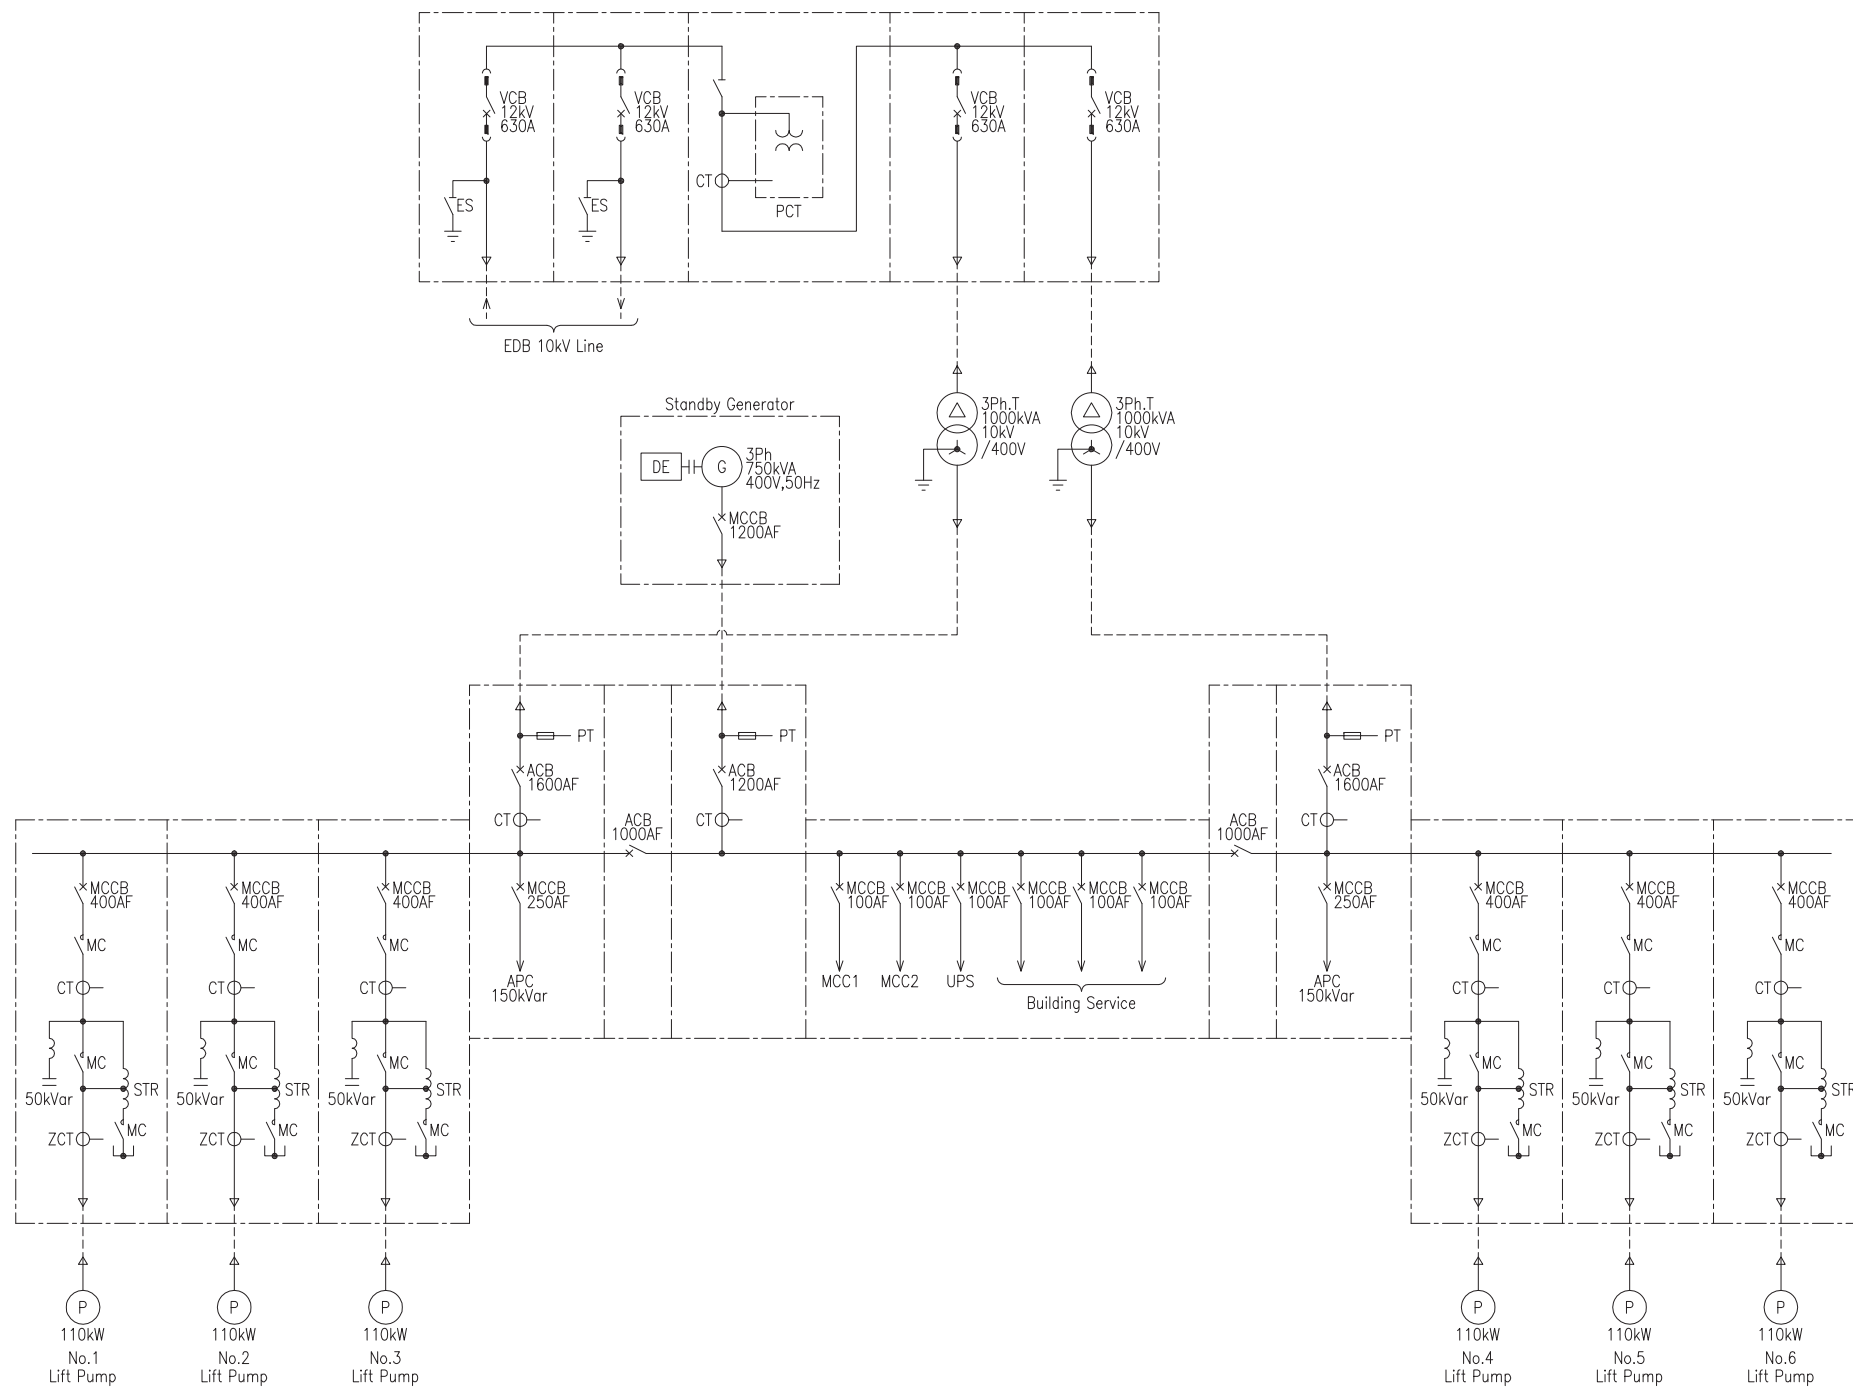 VCB
12kV
630A
VCB
12kV
630A
VCB
12kV
630A
VCB
12kV
630A
CT
ES
ES
PCT
EDB 10kV Line
Standby Generator
3Ph.T
1000kVA
10kV
/400V
3Ph.T
1000kVA
10kV
/400V
DE
G
3Ph
750kVA
400V,50Hz
MCCB
1200AF
PT
PT
PT
ACB
1600AF
ACB
1200AF
ACB
1600AF
CT
ACB
1000AF
CT
ACB
1000AF
CT
MCCB
400AF
MCCB
400AF
MCCB
400AF
MCCB
250AF
MCCB
100AF
MCCB
100AF
MCCB
100AF
MCCB
100AF
MCCB
100AF
MCCB
100AF
MCCB
250AF
MCCB
400AF
MCCB
400AF
MCCB
400AF
MC
MC
MC
MC
MC
MC
CT
CT
CT
APC
150kVar
MCC1
MCC2
UPS
Building Service
APC
150kVar
CT
CT
CT
MC
MC
MC
MC
MC
MC
50kVar
STR
50kVar
STR
50kVar
STR
50kVar
STR
50kVar
STR
50kVar
STR
ZCT
MC
ZCT
MC
ZCT
MC
ZCT
MC
ZCT
MC
ZCT
MC
P
110kW
No.1
Lift Pump
P
110kW
No.2
Lift Pump
P
110kW
No.3
Lift Pump
P
110kW
No.4
Lift Pump
P
110kW
No.5
Lift Pump
P
110kW
No.6
Lift Pump